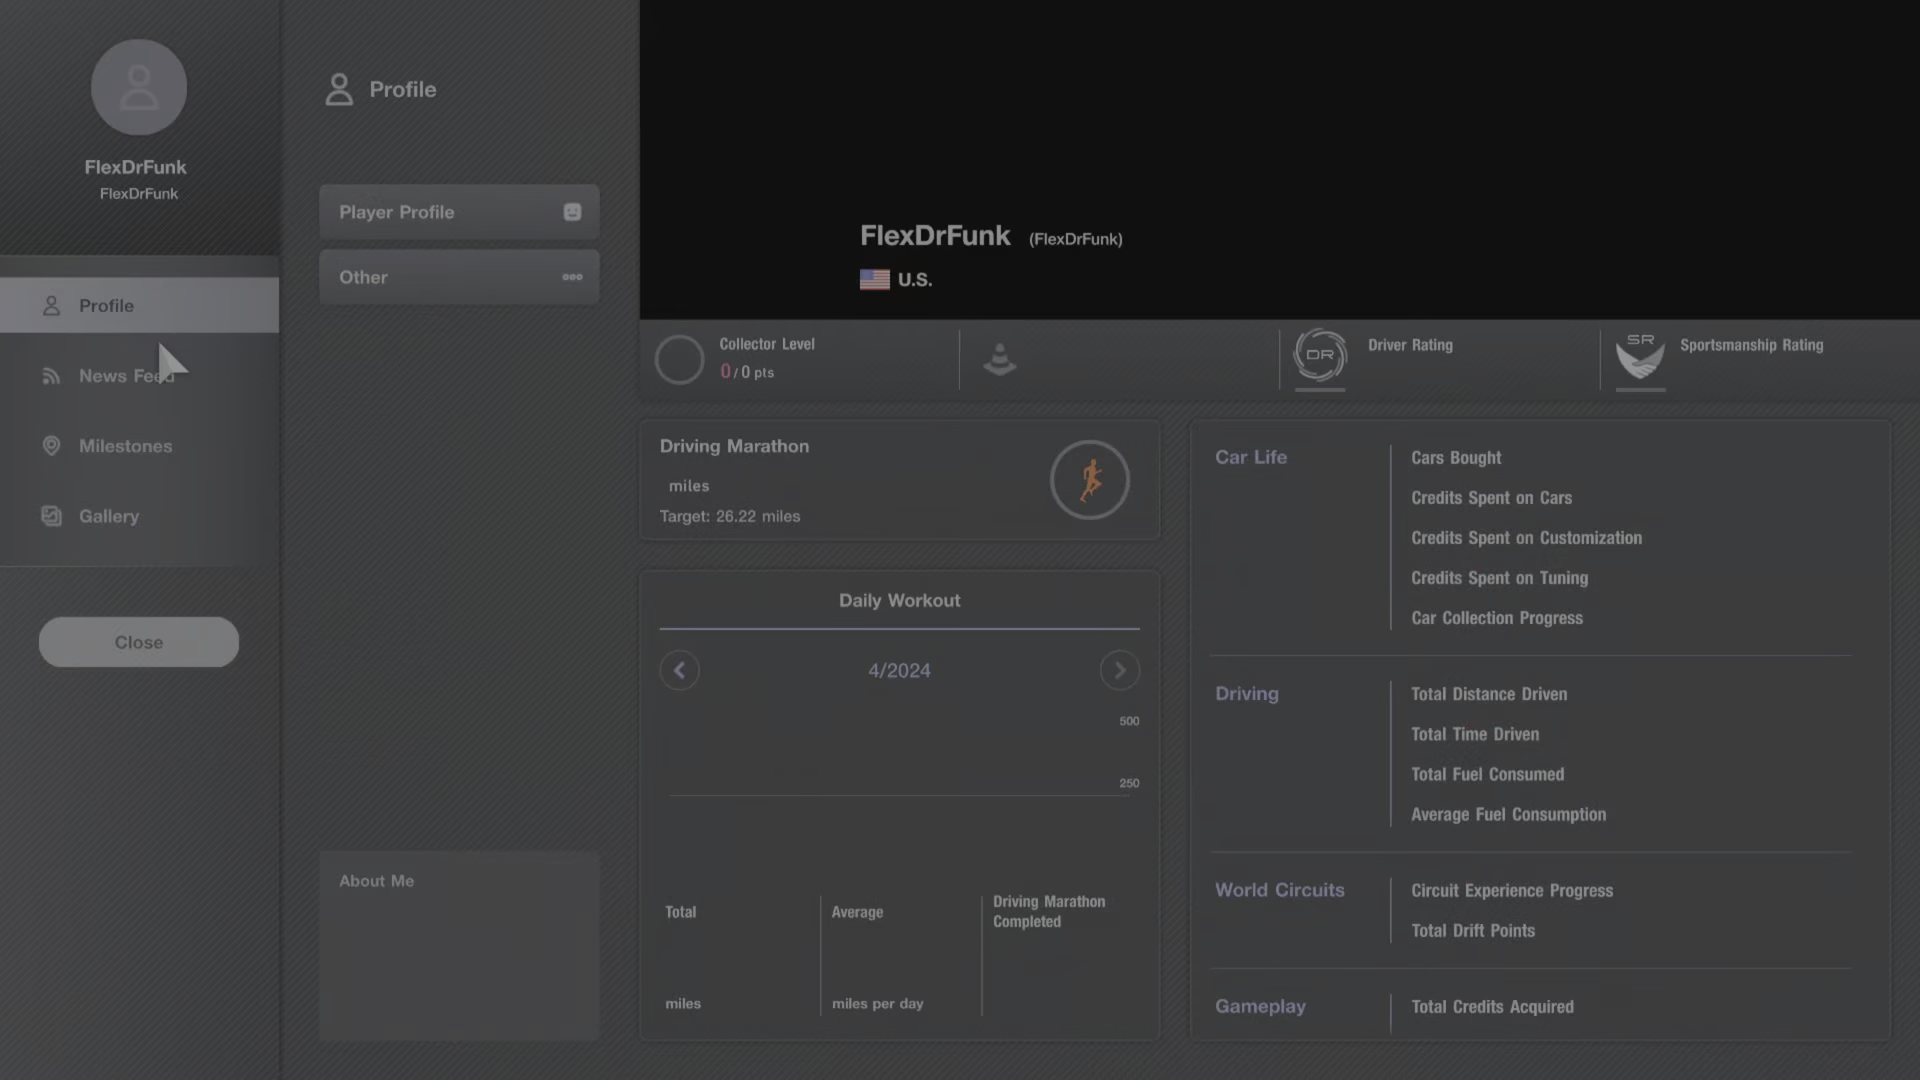 FlexDrFunk
FlexDrFunk
Profile
News Feed
Milestones
Gallery
Close
Profile
Player Profile
Other
About Me
FlexDrFunk (FlexDrFunk)
U.S.
Collector Level
0 / 0 pts
DR
Driver Rating
SR
Sportsmanship Rating
Driving Marathon
miles
Target: 26.22 miles
Daily Workout
4/2024
500
250
Total
miles
Average
miles per day
Driving Marathon
Completed
Car Life
Cars Bought
Credits Spent on Cars
Credits Spent on Customization
Credits Spent on Tuning
Car Collection Progress
Driving
Total Distance Driven
Total Time Driven
Total Fuel Consumed
Average Fuel Consumption
World Circuits
Circuit Experience Progress
Total Drift Points
Gameplay
Total Credits Acquired